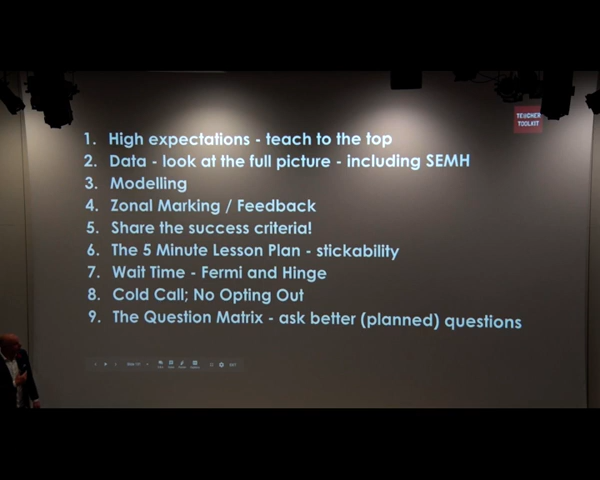 TEACHER
TOOLKIT
1. High expectations - teach to the top
2. Data - look at the full picture - including SEMH
3. Modelling
4. Zonal Marking / Feedback
5. Share the success criteria!
6. The 5 Minute Lesson Plan - stickability
7. Wait Time - Fermi and Hinge
8. Cold Call; No Opting Out
9. The Question Matrix - ask better (planned) questions